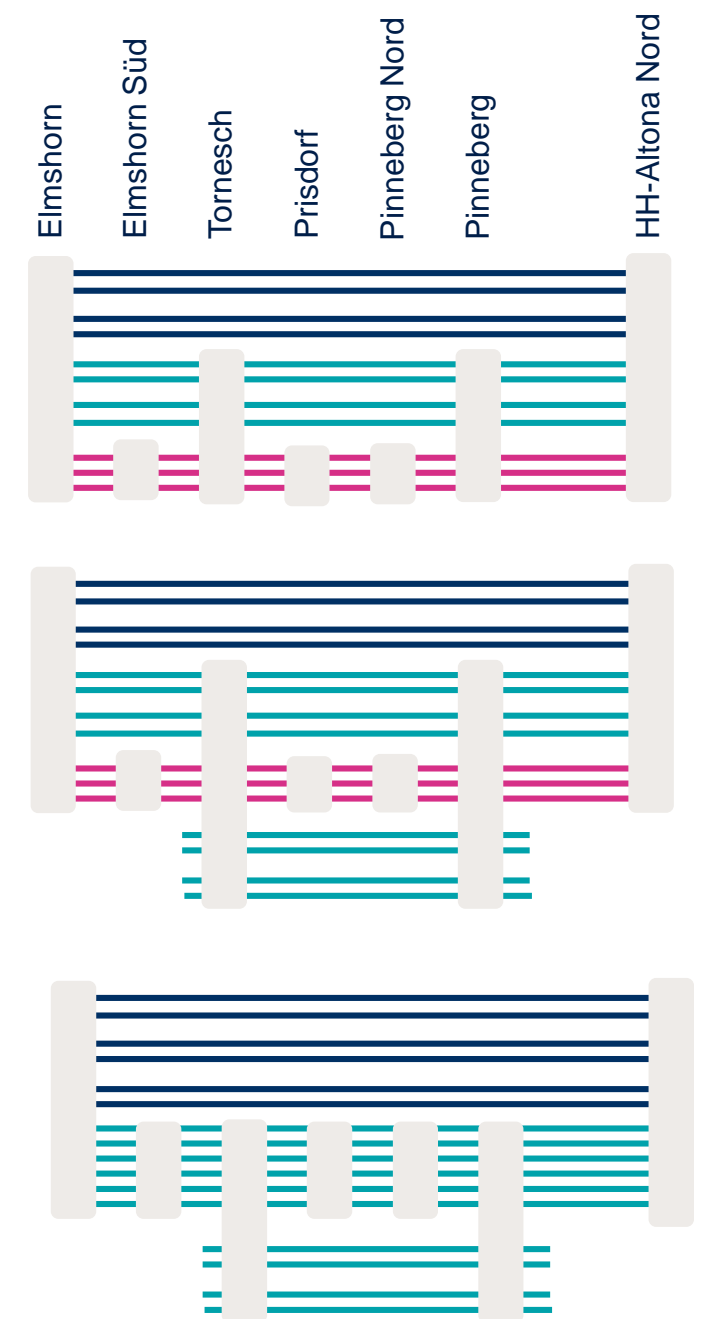 Elmshorn
Elmshorn Süd
Tornesch
Prisdorf
Pinneberg Nord
Pinneberg
HH-Altona Nord